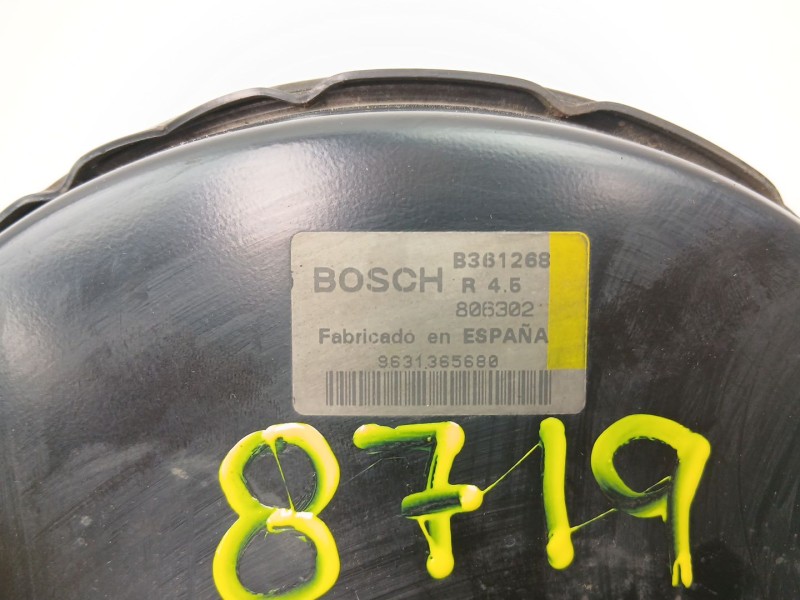 B361268
BOSCH R 4.5
806302
Fabricado en ESPAÑA
9631365680
8719